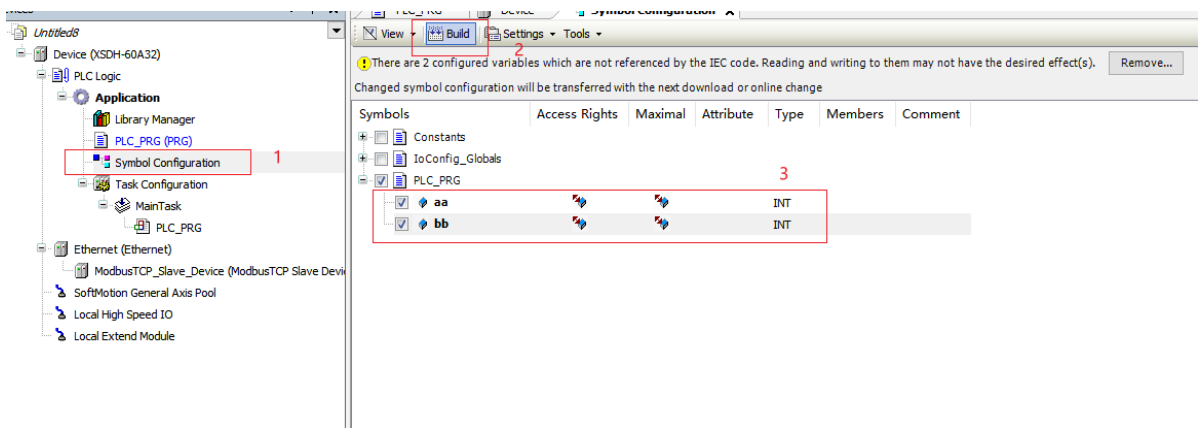 Untitled8
Device (XSDH-60A32)
PLC Logic
Application
Library Manager
PLC_PRG (PRG)
Symbol Configuration
1
Task Configuration
MainTask
PLC_PRG
Ethernet (Ethernet)
ModbusTCP_Slave_Device (ModbusTCP Slave Devi
SoftMotion General Axis Pool
Local High Speed IO
Local Extend Module
View Build Settings Tools
2
There are 2 configured variables which are not referenced by the IEC code. Reading and writing to them may not have the desired effect(s). Remove...
Changed symbol configuration will be transferred with the next download or online change
Symbols Access Rights Maximal Attribute Type Members Comment
Constants
IoConfig_Globals
PLC_PRG
3
aa INT
bb INT